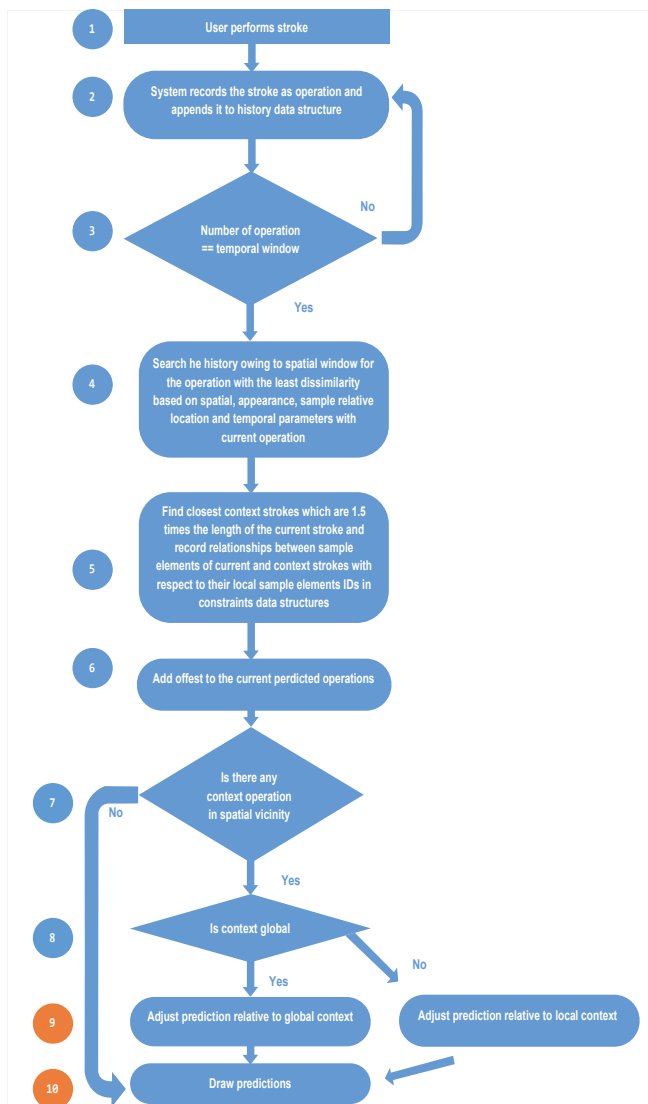 1
User performs stroke
2
System records the stroke as operation and
appends it to history data structure
No
3
Number of operation
== temporal window
Yes
4
Search he history owing to spatial window for
the operation with the least dissimilarity
based on spatial, appearance, sample relative
location and temporal parameters with
current operation
5
Find closest context strokes which are 1.5
times the length of the current stroke and
record relationships between sample
elements of current and context strokes with
respect to their local sample elements IDs in
constraints data structures
6
Add offest to the current perdicted operations
7
Is there any
context operation
in spatial vicinity
No
Yes
8
Is context global
No
Yes
9
Adjust prediction relative to global context
Adjust prediction relative to local context
10
Draw predictions